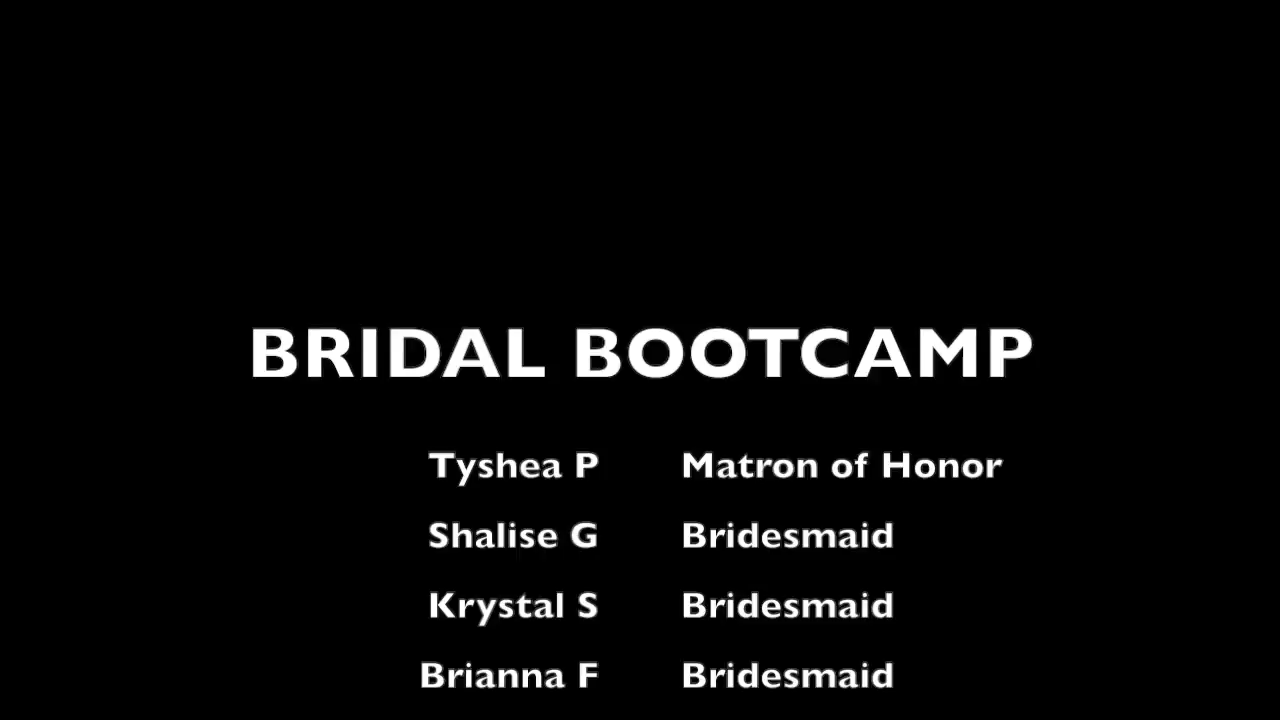 BRIDAL BOOTCAMP
Tyshea P Matron of Honor
Shalise G Bridesmaid
Krystal S Bridesmaid
Brianna F Bridesmaid